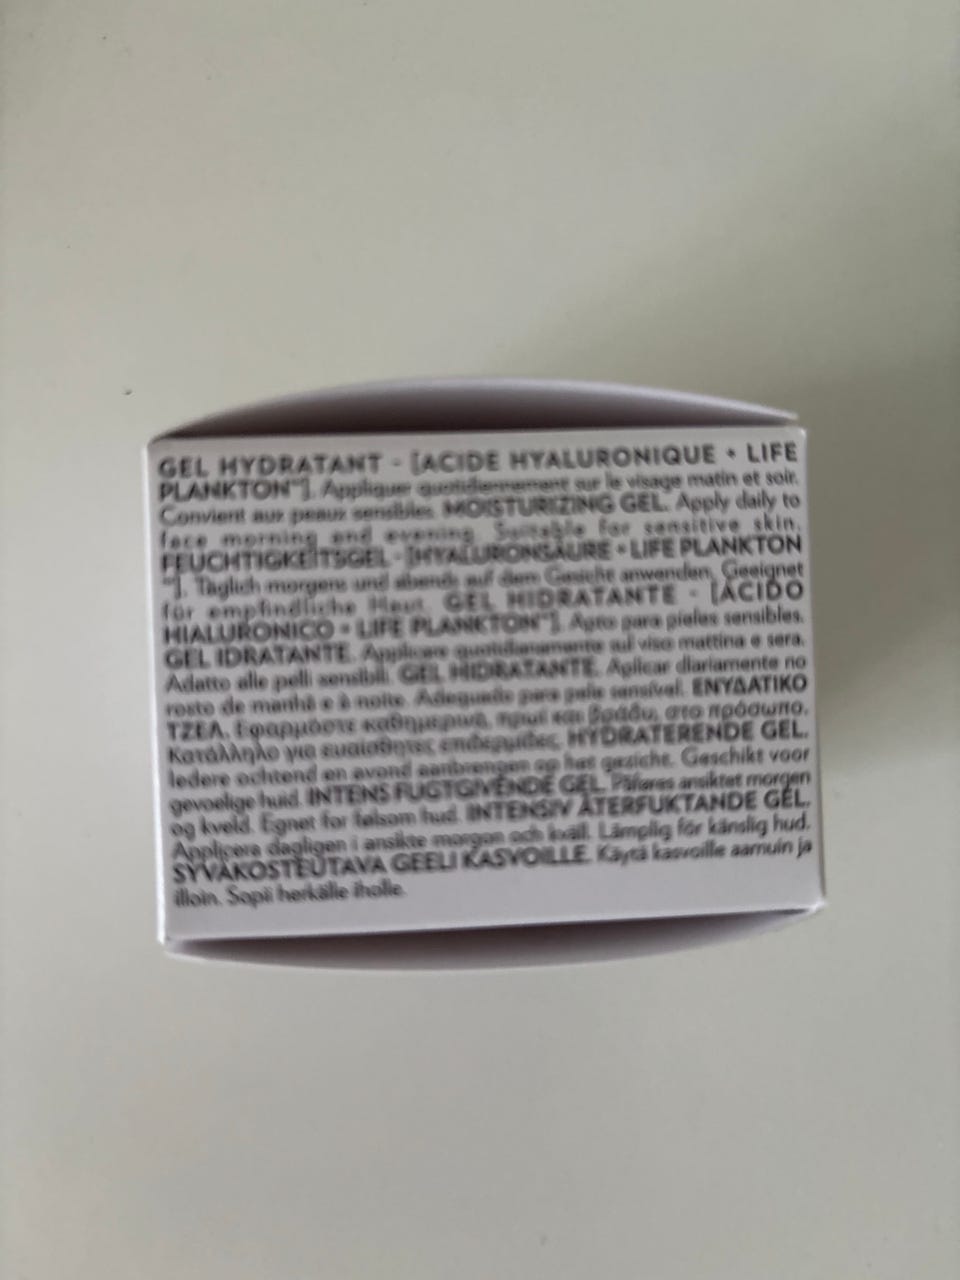 GEL HYDRATANT - [ACIDE HYALURONIQUE + LIFE
PLANKTON™]. Appliquer quotidiennement sur le visage matin et soir.
Convient aux peaux sensibles. MOISTURIZING GEL. Apply daily to
face morning and evening. Suitable for sensitive skin.
FEUCHTIGKEITSGEL - [HYALURONSÄURE + LIFE PLANKTON
™]. Täglich morgens und abends auf dem Gesicht anwenden. Geeignet
für empfindliche Haut. GEL HIDRATANTE - [ÁCIDO
HIALURÓNICO + LIFE PLANKTON™]. Apto para pieles sensibles.
GEL IDRATANTE. Applicare quotidianamente sul viso mattina e sera.
Adatto alle pelli sensibili. GEL HIDRATANTE. Aplicar diariamente no
rosto de manhã e à noite. Adequado para pele sensível. ΕΝΥΔΑΤΙΚΟ
ΤΖΕΛ. Εφαρμόστε καθημερινά, πρωί και βράδυ, στο πρόσωπο.
Κατάλληλο για ευαίσθητες επιδερμίδες. HYDRATERENDE GEL.
Iedere ochtend en avond aanbrengen op het gezicht. Geschikt voor
gevoelige huid. INTENS FUGTGIVENDE GEL. Påføres ansiktet morgen
og kveld. Egnet for følsom hud. INTENSIV ÅTERFUKTANDE GEL.
Applicera dagligen i ansikte morgon och kväll. Lämplig för känslig hud.
SYVÄKOSTEUTAVA GEELI KASVOILLE. Käytä kasvoille aamuin ja
illoin. Sopii herkälle iholle.